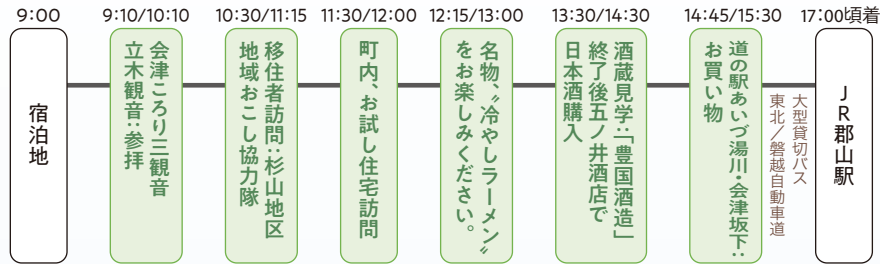 9:00
宿泊地
9:10/10:10
会津ころり三観音
立木観音:参拝
10:30/11:15
移住者訪問:杉山地区
地域おこし協力隊
11:30/12:00
町内、お試し住宅訪問
12:15/13:00
名物、〝冷やしラーメン〟
をお楽しみください。
13:30/14:30
酒蔵見学:「豊国酒造」
終了後五ノ井酒店で
日本酒購入
14:45/15:30
道の駅あいづ湯川・会津坂下:
お買い物
大型貸切バス
東北/磐越自動車道
17:00頃着
JR郡山駅